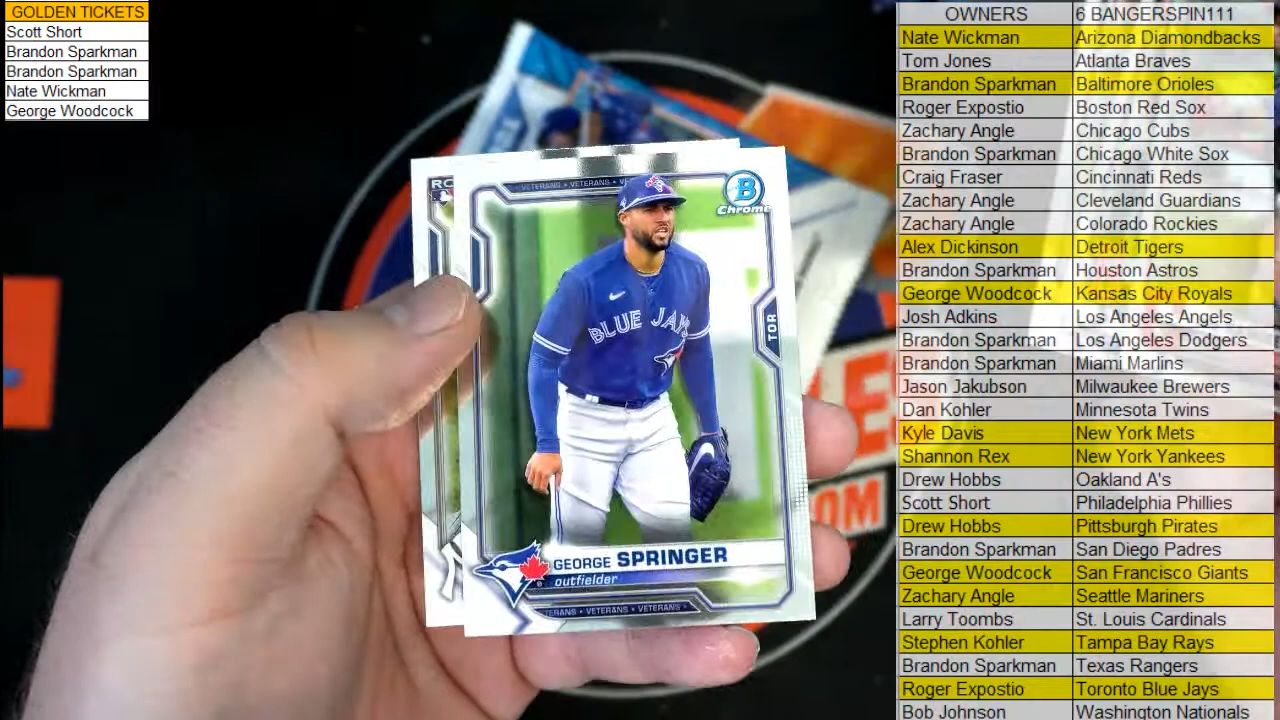 GOLDEN TICKETS
Scott Short
Brandon Sparkman
Brandon Sparkman
Nate Wickman
George Woodcock
RC
VETERANS • VETERANS •
B
Chrome
BLUE JAYS
TOR
GEORGE SPRINGER
outfielder
VETERANS • VETERANS
ES
OM
OWNERS 6 BANGERSPIN111
Nate Wickman Arizona Diamondbacks
Tom Jones Atlanta Braves
Brandon Sparkman Baltimore Orioles
Roger Expostio Boston Red Sox
Zachary Angle Chicago Cubs
Brandon Sparkman Chicago White Sox
Craig Fraser Cincinnati Reds
Zachary Angle Cleveland Guardians
Zachary Angle Colorado Rockies
Alex Dickinson Detroit Tigers
Brandon Sparkman Houston Astros
George Woodcock Kansas City Royals
Josh Adkins Los Angeles Angels
Brandon Sparkman Los Angeles Dodgers
Brandon Sparkman Miami Marlins
Jason Jakubson Milwaukee Brewers
Dan Kohler Minnesota Twins
Kyle Davis New York Mets
Shannon Rex New York Yankees
Drew Hobbs Oakland A's
Scott Short Philadelphia Phillies
Drew Hobbs Pittsburgh Pirates
Brandon Sparkman San Diego Padres
George Woodcock San Francisco Giants
Zachary Angle Seattle Mariners
Larry Toombs St. Louis Cardinals
Stephen Kohler Tampa Bay Rays
Brandon Sparkman Texas Rangers
Roger Expostio Toronto Blue Jays
Bob Johnson Washington Nationals